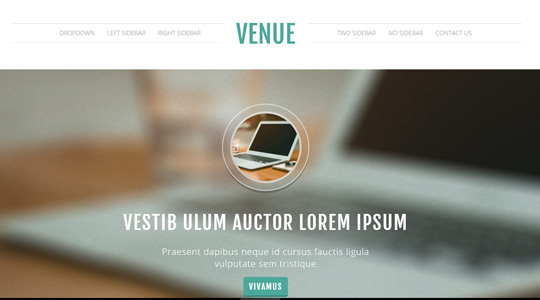 DROPDOWN LEFT SIDEBAR RIGHT SIDEBAR VENUE TWO SIDEBAR NO SIDEBAR CONTACT US
VESTIB ULUM AUCTOR LOREM IPSUM
Praesent dapibus neque id cursus fauctis ligula
vulputate sem tristique
VIVAMUS